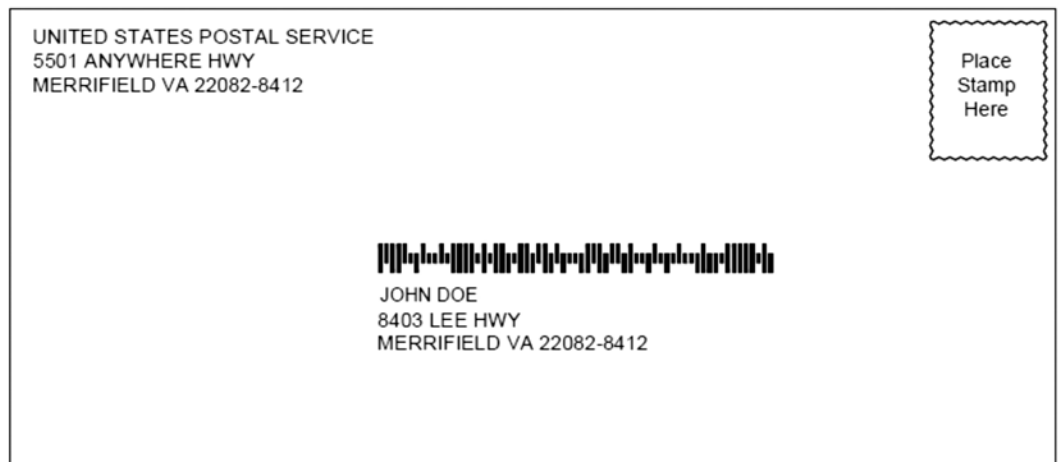 UNITED STATES POSTAL SERVICE
5501 ANYWHERE HWY
MERRIFIELD VA 22082-8412
Place
Stamp
Here
JOHN DOE
8403 LEE HWY
MERRIFIELD VA 22082-8412